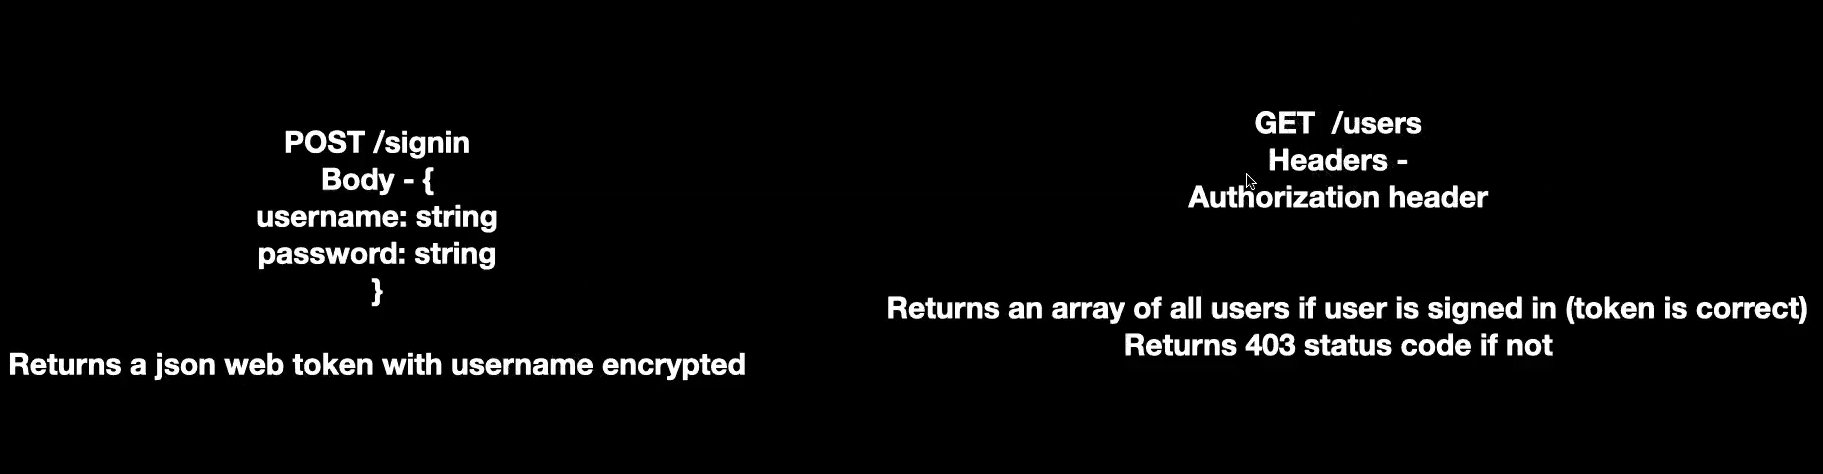 POST /signin
Body - {
username: string
password: string
}
Returns a json web token with username encrypted
GET  /users
Headers -
Authorization header
Returns an array of all users if user is signed in (token is correct)
Returns 403 status code if not